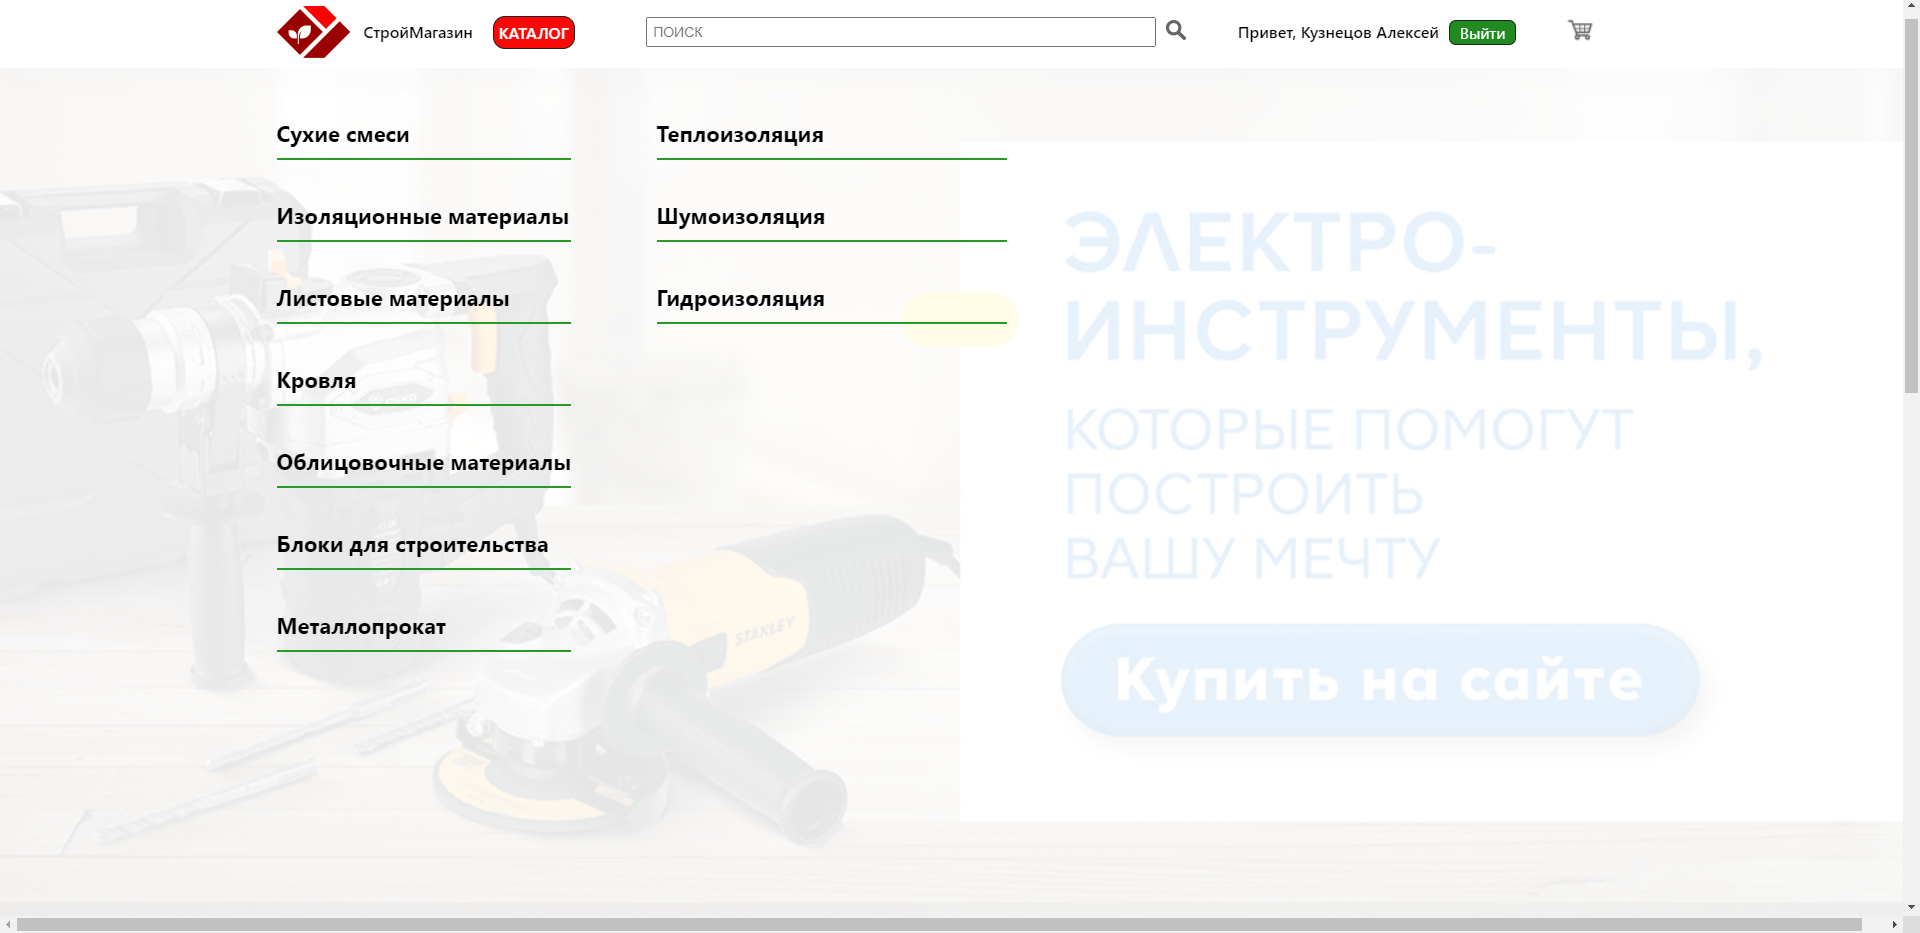 СтройМагазин
КАТАЛОГ
ПОИСК
Привет, Кузнецов Алексей
Выйти
Сухие смеси
Изоляционные материалы
Листовые материалы
Кровля
Облицовочные материалы
Блоки для строительства
Металлопрокат
Теплоизоляция
Шумоизоляция
Гидроизоляция
ЭЛЕКТРО-
ИНСТРУМЕНТЫ,
КОТОРЫЕ ПОМОГУТ
ПОСТРОИТЬ
ВАШУ МЕЧТУ
Купить на сайте
STANLEY